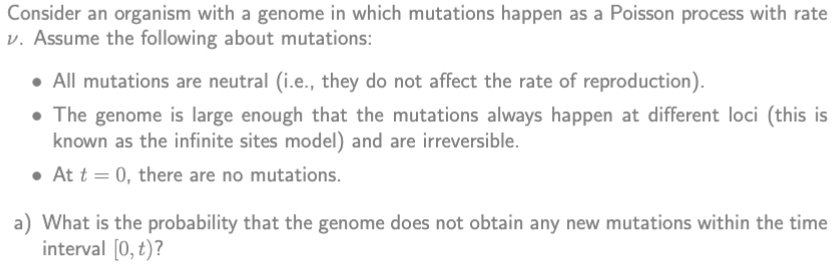 Consider an organism with a genome in which mutations happen as a Poisson process with rate
ν. Assume the following about mutations:
• All mutations are neutral (i.e., they do not affect the rate of reproduction).
• The genome is large enough that the mutations always happen at different loci (this is
known as the infinite sites model) and are irreversible.
• At t = 0, there are no mutations.
a) What is the probability that the genome does not obtain any new mutations within the time
interval [0, t)?